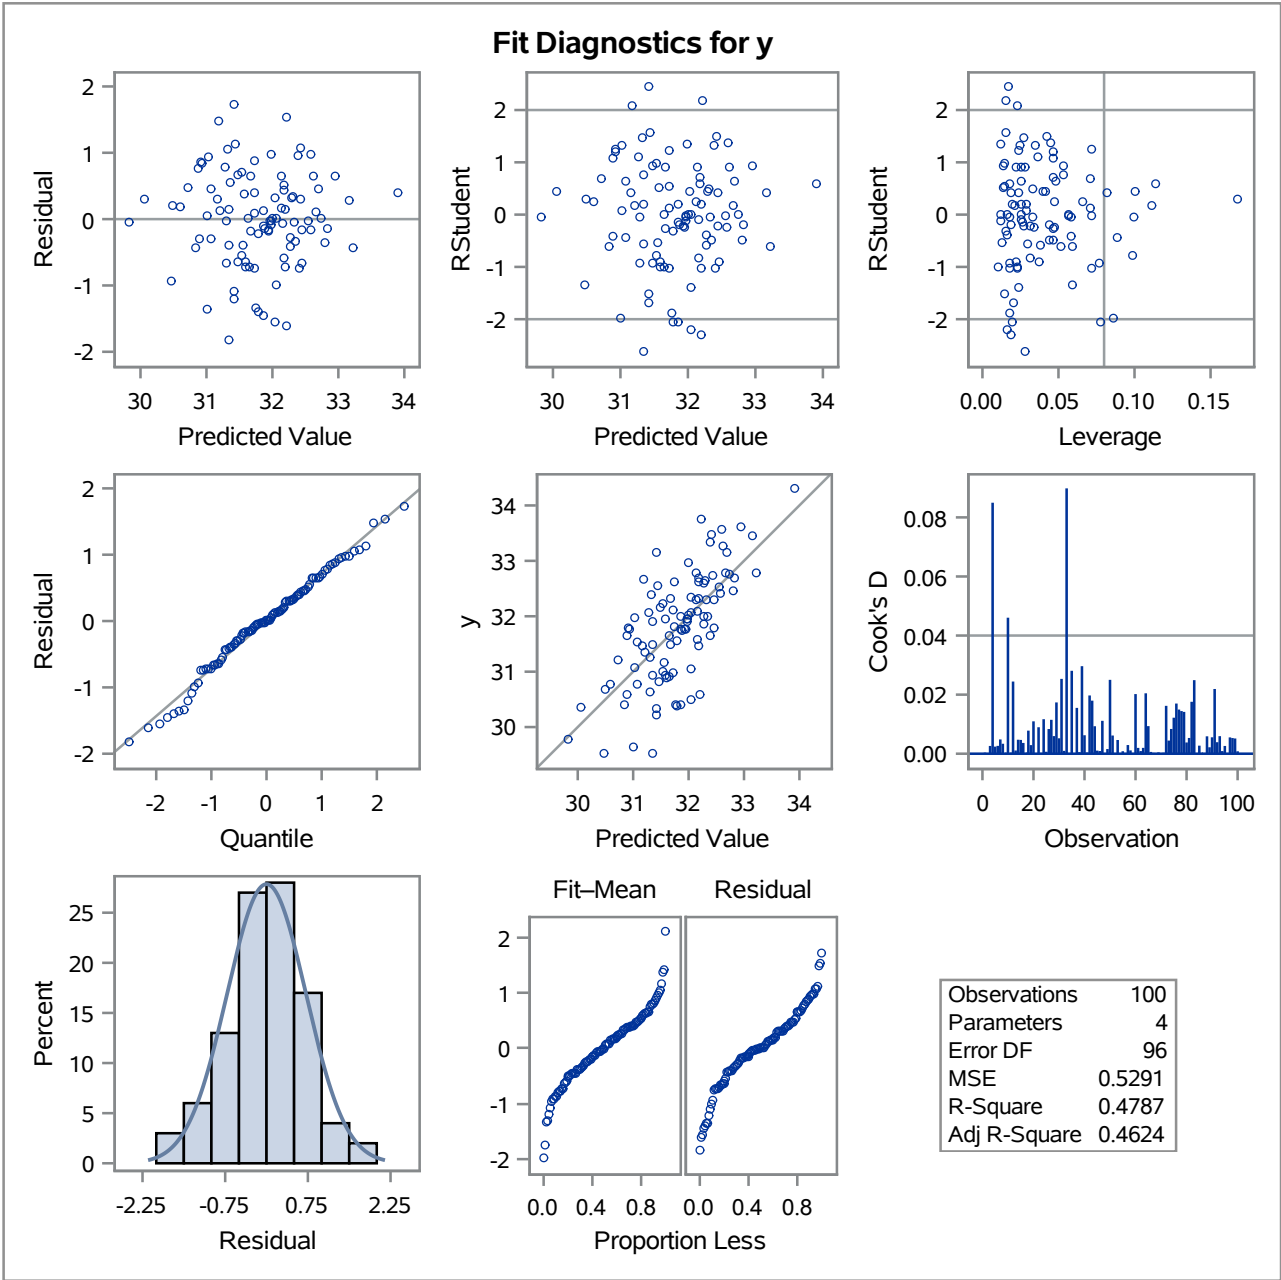 Fit Diagnostics for y
2
1
0
-1
-2
Residual
30 31 32 33 34
Predicted Value
2
1
0
-1
-2
RStudent
30 31 32 33 34
Predicted Value
2
1
0
-1
-2
RStudent
0.00 0.05 0.10 0.15
Leverage
2
1
0
-1
-2
Residual
-2 -1 0 1 2
Quantile
34
33
32
31
30
y
30 31 32 33 34
Predicted Value
0.08
0.06
0.04
0.02
0.00
Cook's D
0 20 40 60 80 100
Observation
25
20
15
10
5
0
Percent
-2.25 -0.75 0.75 2.25
Residual
Fit–Mean Residual
2
1
0
-1
-2
0.0 0.4 0.8 0.0 0.4 0.8
Proportion Less
Observations 100
Parameters 4
Error DF 96
MSE 0.5291
R-Square 0.4787
Adj R-Square 0.4624